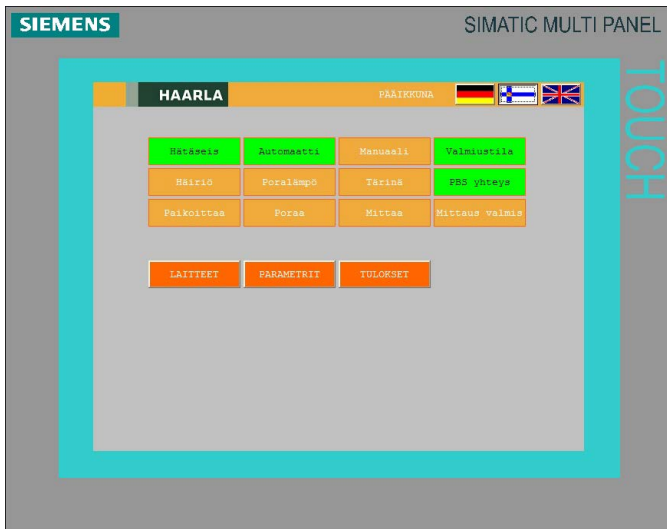 SIEMENS
SIMATIC MULTI PANEL
TOUCH
HAARLA PÄÄIKKUNA
Hätäseis Automaatti Manuaali Valmiustila
Häiriö Poralämpö Tärinä PBS yhteys
Paikoittaa Poraa Mittaa Mittaus valmis
LAITTEET PARAMETRIT TULOKSET